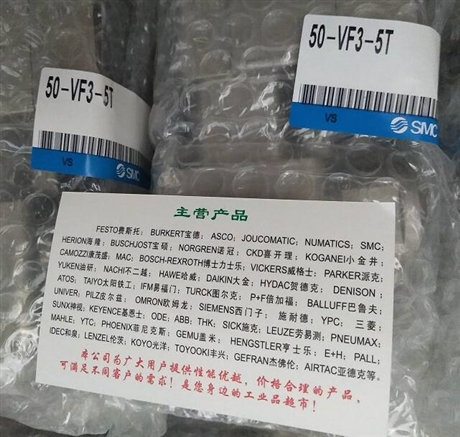 50-VF3-5T
VS
SMC
50-VF3-5T
VS
SMC
主营产品
FESTO费斯托; BURKERT宝德; ASCO; JOUCOMATIC; NUMATICS; SMC;
HERION海隆; BUSCHJOST宝硕; NORGREN诺冠; CKD喜开理; KOGANEI小金井;
CAMOZZI康茂盛; MAC; BOSCH-REXROTH博士力士乐; VICKERS威格士; PARKER派克;
YUKEN油研; NACHI不二越; HAWE哈威; DAIKIN大金; HYDAC贺德克; DENISON;
ATOS; TAIYO太阳铁工; IFM易福门; TURCK图尔克; P+F倍加福; BALLUFF巴鲁夫;
UNIVER; PILZ皮尔兹; OMRON欧姆龙; SIEMENS西门子; 施耐德; YPC; 三菱;
SUNX神视; KEYENCE基恩士; ODE; ABB; THK; SICK施克; LEUZE劳易测; PNEUMAX;
MAHLY; YTC; PHOENIX菲尼克斯; GEMU盖米; HENGSTLER亨士乐; E+H; PALL;
IDEC和泉; LENZEL伦茨; KOYO光洋; TOYOOKI丰兴; GEFRAN杰佛伦; AIRTAC亚德克等。
本公司为广大用户提供性能优越, 价格合理的产品,
可满足不同客户的需求! 是您身边的工业品超市!